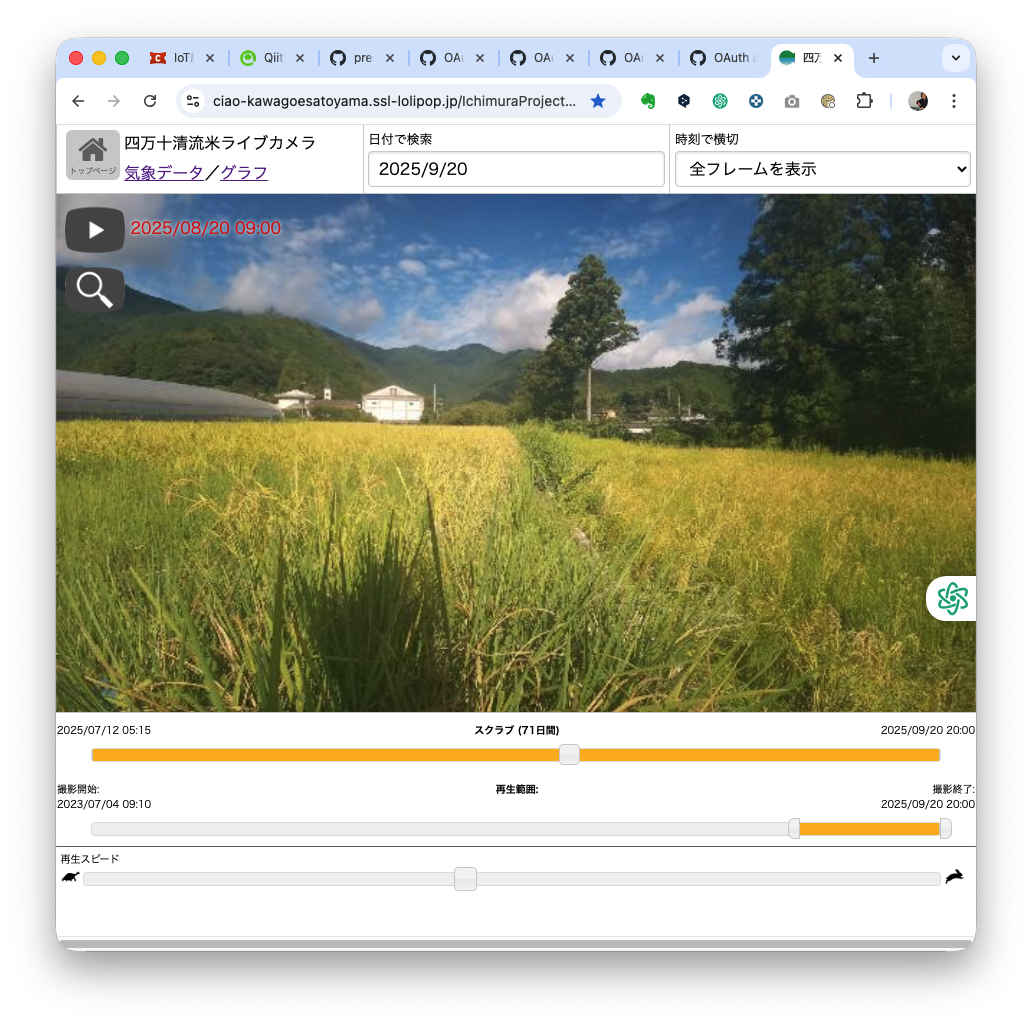 IoT
Qiit
pre
OAu
OAu
OAu
OAuth
四万
ciao-kawagoesatoyama.ssl-lolipop.jp/IchimuraProject...
トップページ
四万十清流米ライブカメラ
気象データ／グラフ
日付で検索
2025/9/20
時刻で横切
全フレームを表示
2025/08/20 09:00
2025/07/12 05:15
スクラブ (71日間)
2025/09/20 20:00
撮影開始:
2023/07/04 09:10
再生範囲:
撮影終了:
2025/09/20 20:00
再生スピード